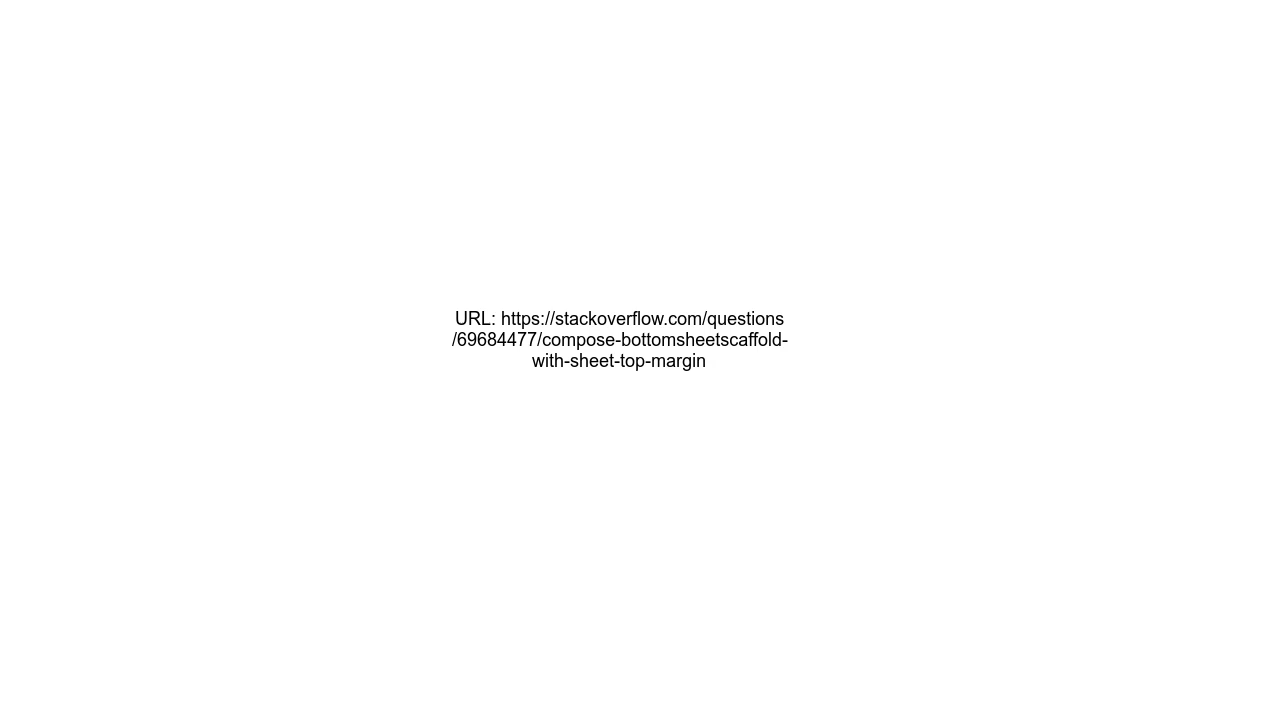 URL: https://stackoverflow.com/questions
/69684477/compose-bottomsheetscaffold-
with-sheet-top-margin